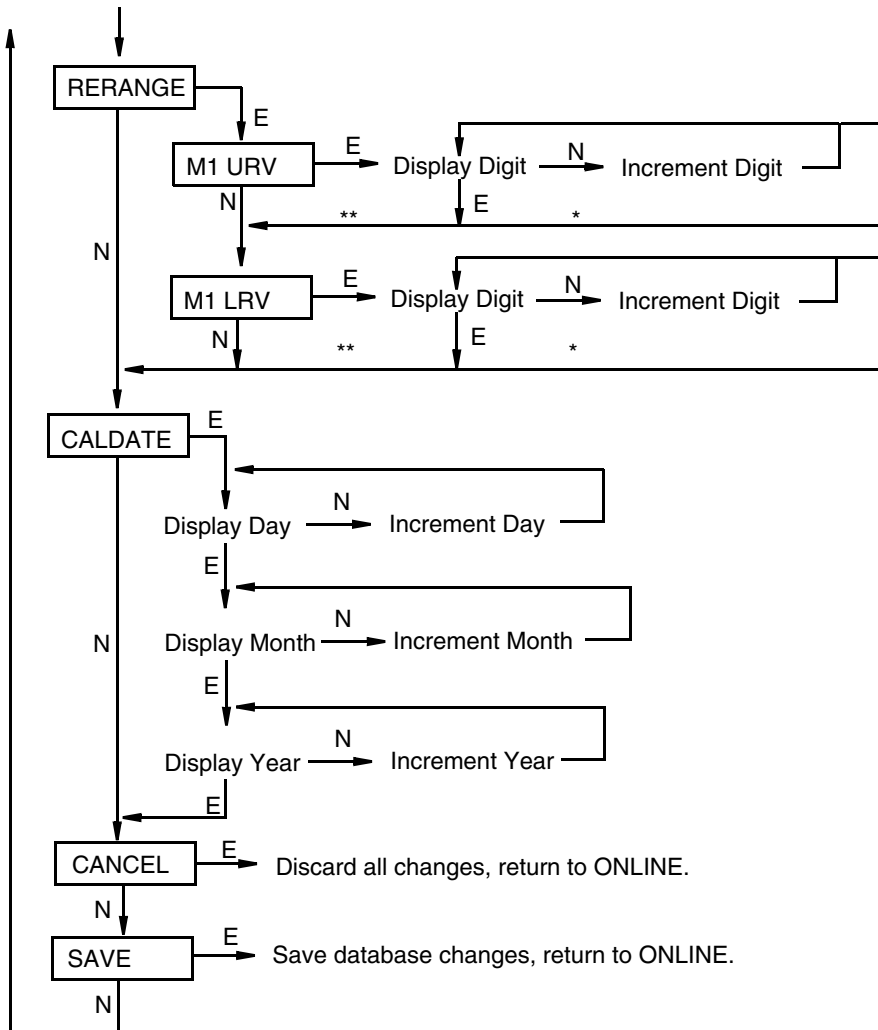 RERANGE
E
M1 URV
E
Display Digit
N
Increment Digit
N
E
**
*
N
M1 LRV
E
Display Digit
N
Increment Digit
N
E
**
*
CALDATE
E
Display Day
N
Increment Day
E
N
Display Month
N
Increment Month
E
Display Year
N
Increment Year
E
CANCEL
E
Discard all changes, return to ONLINE.
N
SAVE
E
Save database changes, return to ONLINE.
N